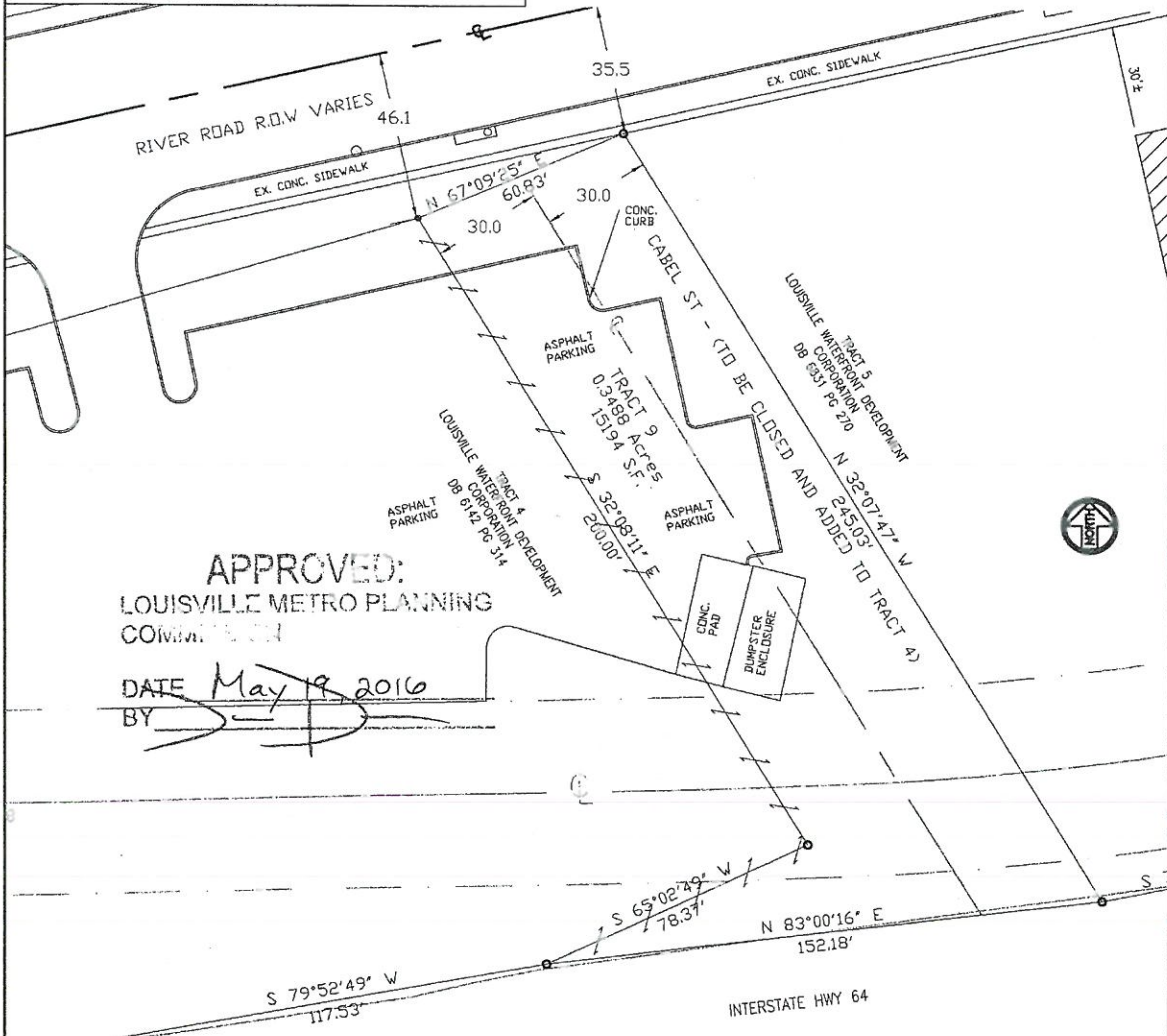 35.5
EX. CONC. SIDEWALK
30'±
RIVER ROAD R.O.W VARIES
46.1
EX. CONC. SIDEWALK
N 67°09'25" E
60.83'
30.0
30.0
CONC.
CURB
CABEL ST - (TO BE CLOSED AND ADDED TO TRACT 4)
TRACT 5
LOUISVILLE WATERFRONT DEVELOPMENT
CORPORATION
DB 6831 PG 270
ASPHALT
PARKING
TRACT 9
0.3488 Acres
15194 S.F.
N 32°07'47" W
245.03'
TRACT 4
LOUISVILLE WATERFRONT DEVELOPMENT
CORPORATION
DB 6142 PG 314
ASPHALT
PARKING
S 32°08'11" E
200.00'
ASPHALT
PARKING
NORTH
APPROVED:
LOUISVILLE METRO PLANNING
CONC.
PAD
DUMPSTER
ENCLOSURE
DATE May 19, 2016
BY
S 65°02'49" W
78.37'
N 83°00'16" E
152.18'
S
S 79°52'49" W
117.53'
INTERSTATE HWY 64